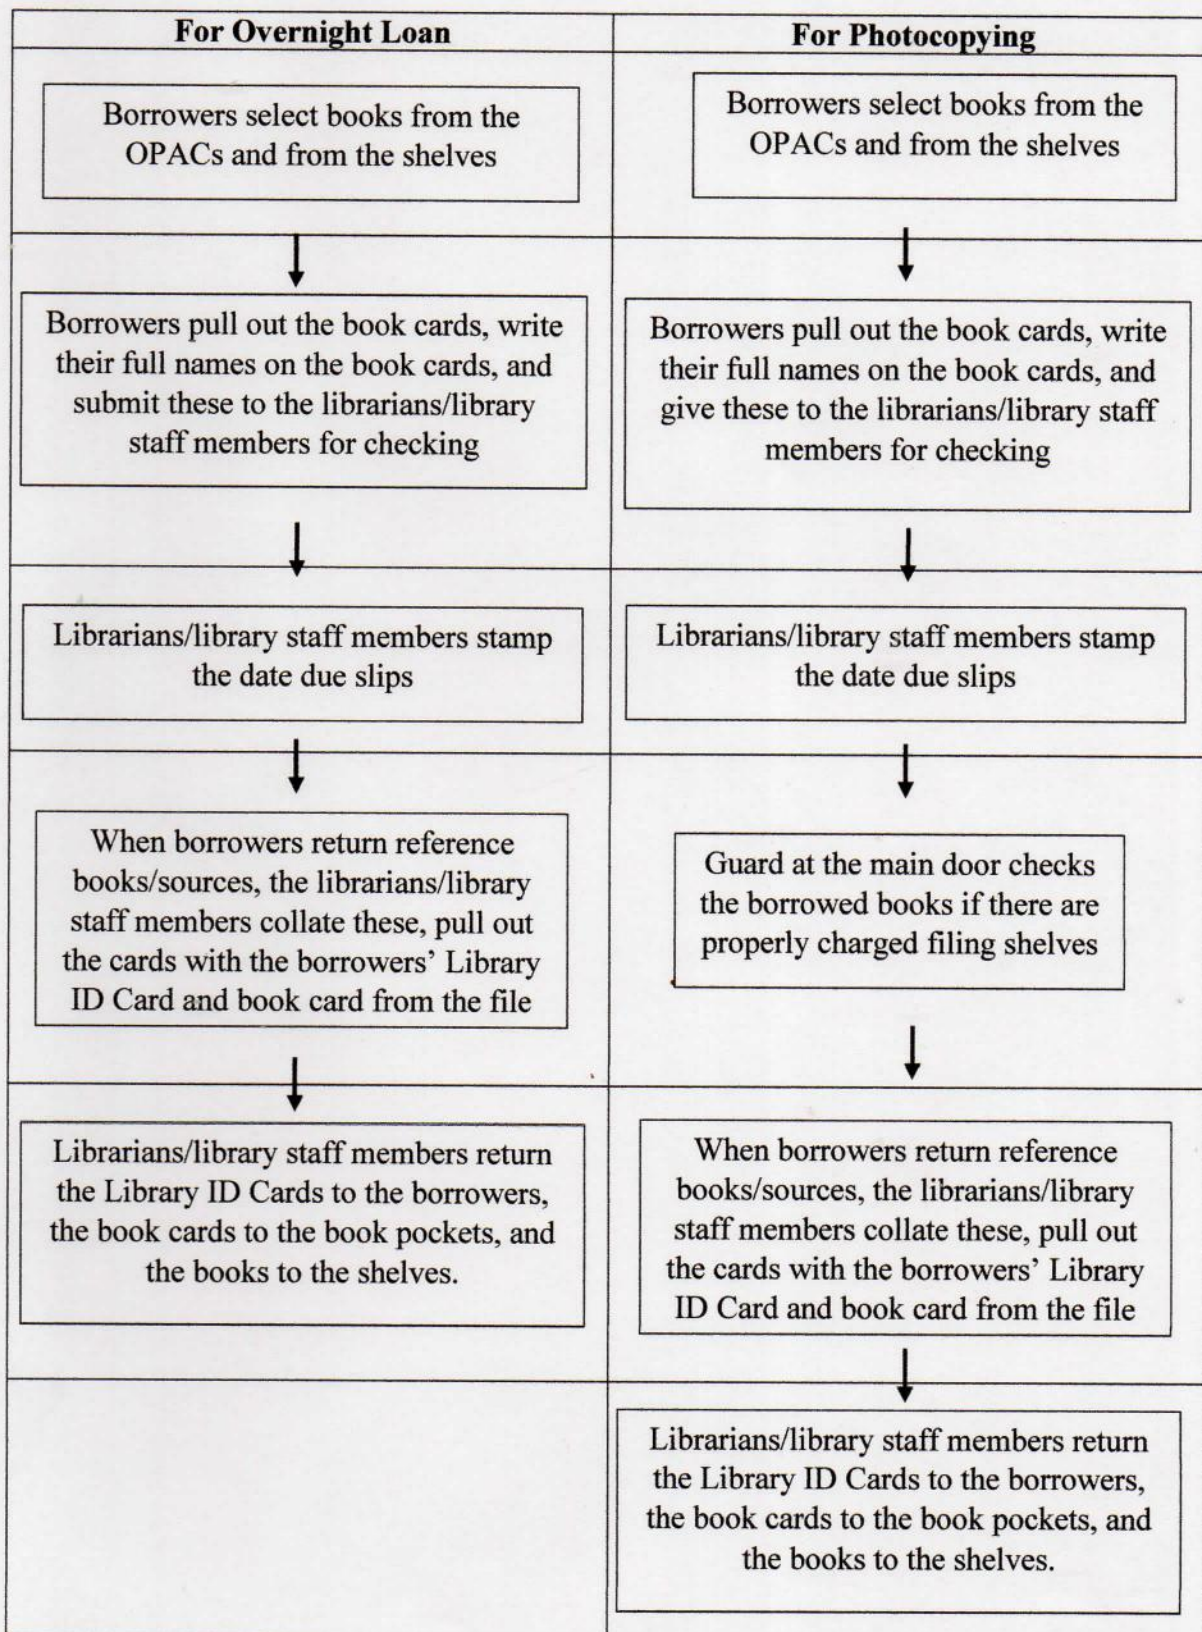 For Overnight Loan
Borrowers select books from the
OPACs and from the shelves
Borrowers pull out the book cards, write
their full names on the book cards, and
submit these to the librarians/library
staff members for checking
Librarians/library staff members stamp
the date due slips
When borrowers return reference
books/sources, the librarians/library
staff members collate these, pull out
the cards with the borrowers' Library
ID Card and book card from the file
Librarians/library staff members return
the Library ID Cards to the borrowers,
the book cards to the book pockets, and
the books to the shelves.
For Photocopying
Borrowers select books from the
OPACs and from the shelves
Borrowers pull out the book cards, write
their full names on the book cards, and
give these to the librarians/library staff
members for checking
Librarians/library staff members stamp
the date due slips
Guard at the main door checks
the borrowed books if there are
properly charged filing shelves
When borrowers return reference
books/sources, the librarians/library
staff members collate these, pull out
the cards with the borrowers' Library
ID Card and book card from the file
Librarians/library staff members return
the Library ID Cards to the borrowers,
the book cards to the book pockets, and
the books to the shelves.